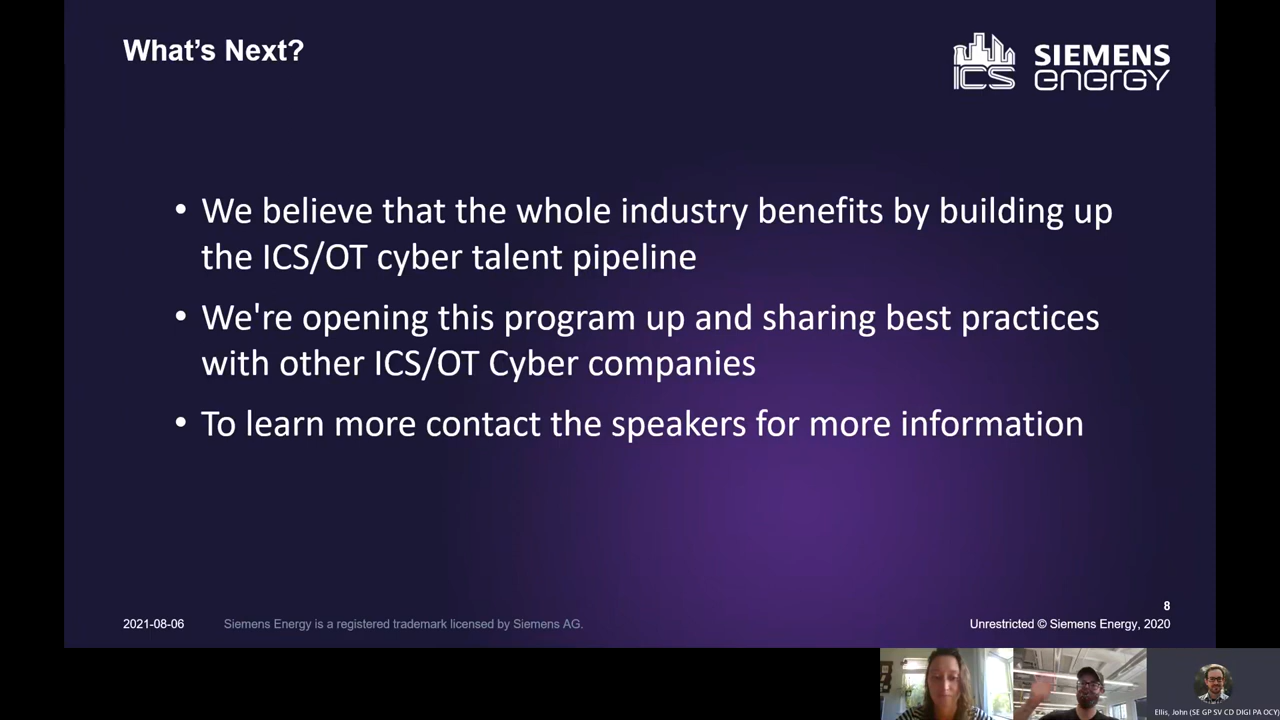 What's Next?
ICS
SIEMENS
energy
• We believe that the whole industry benefits by building up
the ICS/OT cyber talent pipeline
• We're opening this program up and sharing best practices
with other ICS/OT Cyber companies
• To learn more contact the speakers for more information
8
2021-08-06 Siemens Energy is a registered trademark licensed by Siemens AG. Unrestricted © Siemens Energy, 2020
Ellis, John (SE GP SV CD DIGI PA OCY)